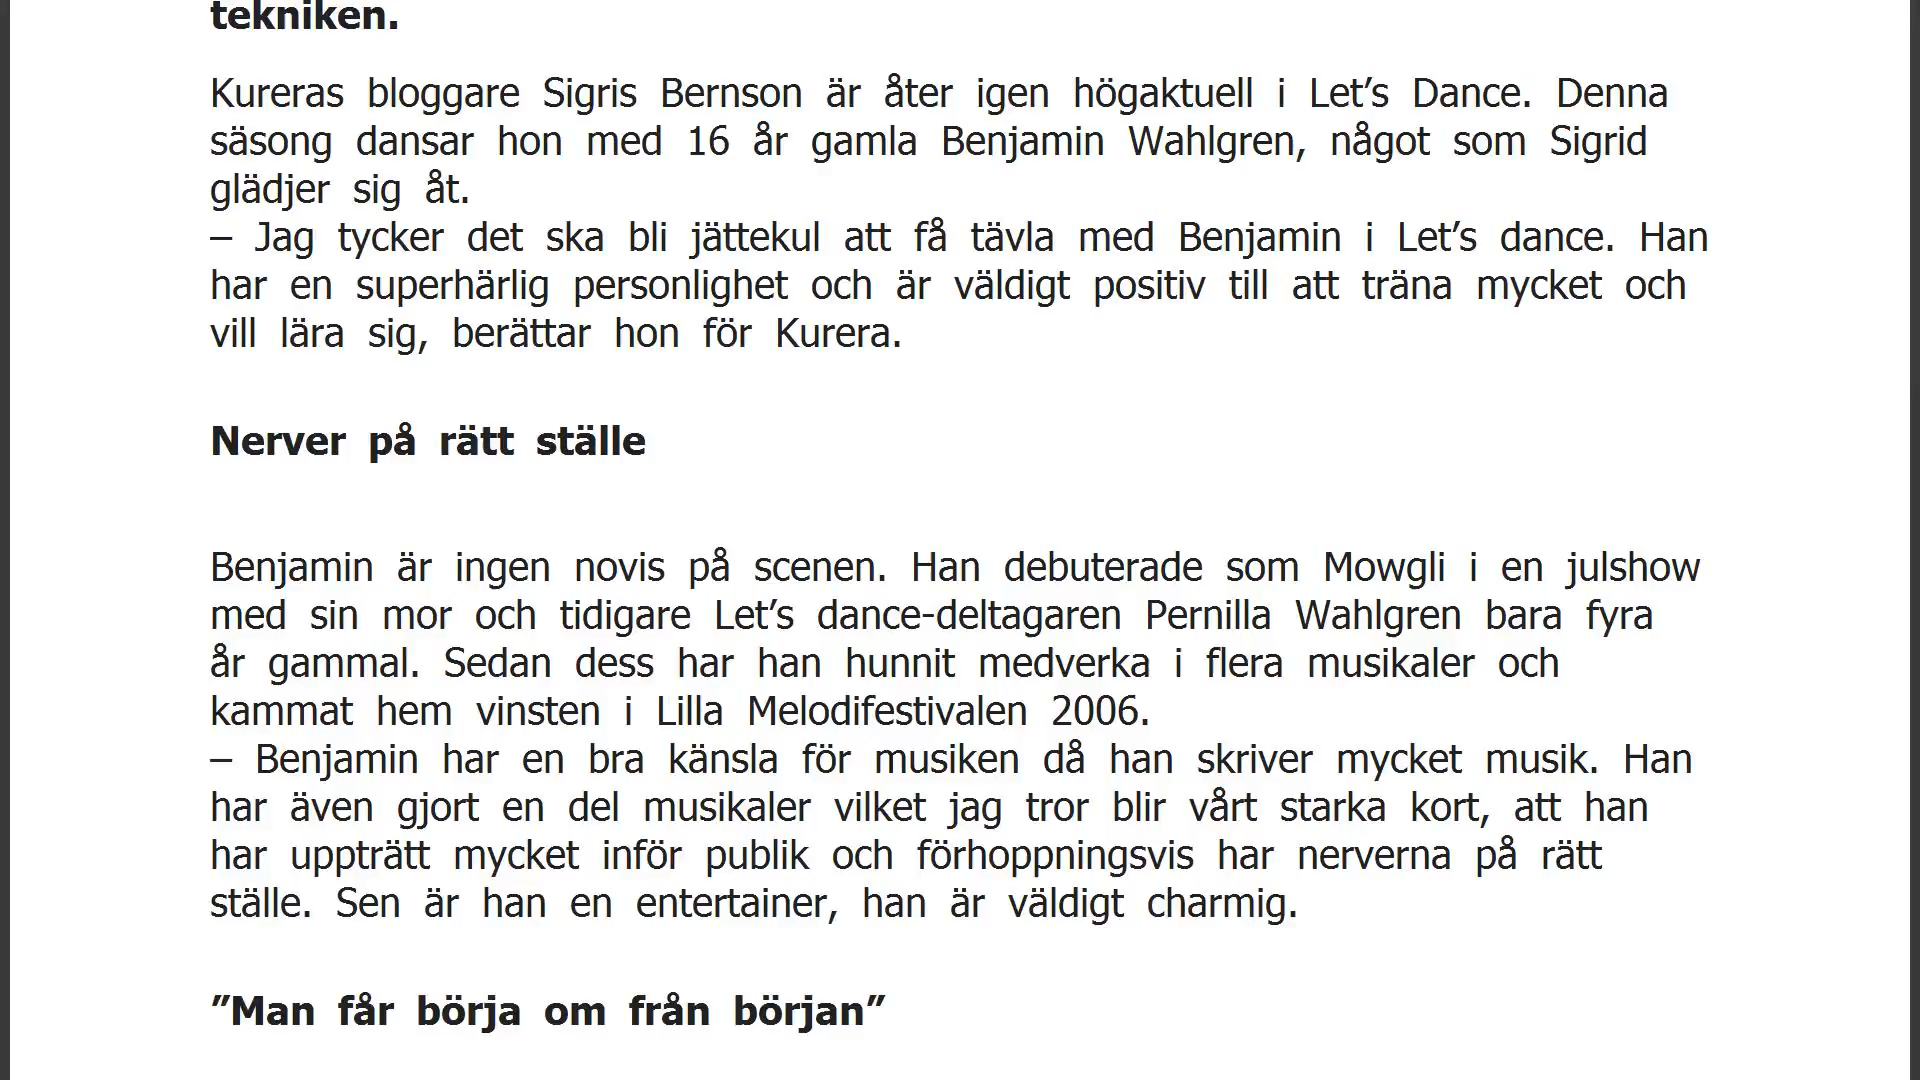 tekniken.
Kureras bloggare Sigris Bernson är åter igen högaktuell i Let’s Dance. Denna
säsong dansar hon med 16 år gamla Benjamin Wahlgren, något som Sigrid
glädjer sig åt.
– Jag tycker det ska bli jättekul att få tävla med Benjamin i Let’s dance. Han
har en superhärlig personlighet och är väldigt positiv till att träna mycket och
vill lära sig, berättar hon för Kurera.
Nerver på rätt ställe
Benjamin är ingen novis på scenen. Han debuterade som Mowgli i en julshow
med sin mor och tidigare Let’s dance-deltagaren Pernilla Wahlgren bara fyra
år gammal. Sedan dess har han hunnit medverka i flera musikaler och
kammat hem vinsten i Lilla Melodifestivalen 2006.
– Benjamin har en bra känsla för musiken då han skriver mycket musik. Han
har även gjort en del musikaler vilket jag tror blir vårt starka kort, att han
har uppträtt mycket inför publik och förhoppningsvis har nerverna på rätt
ställe. Sen är han en entertainer, han är väldigt charmig.
”Man får börja om från början”